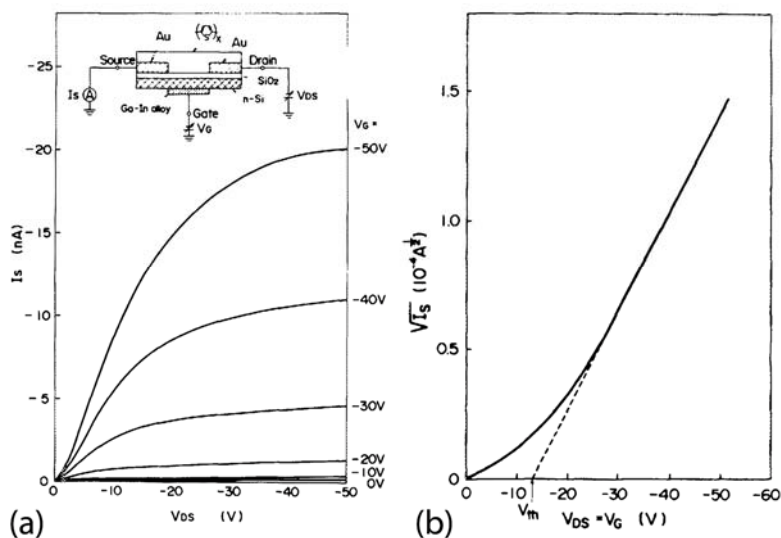 Au
Au
Source
Drain
Is
A
SiO₂
n-Si
VDS
Ga-In alloy
Gate
VG
( S )x
VG =
-50V
-40V
-30V
-20V
-10V
0V
-25
-20
-15
-10
-5
0
Is (nA)
0
-10
-20
-30
-40
-50
VDS (V)
(a)
1.5
1.0
0.5
0
√Is (10⁻⁴A^½)
0
-10
-20
-30
-40
-50
-60
Vth
VDS=VG (V)
(b)